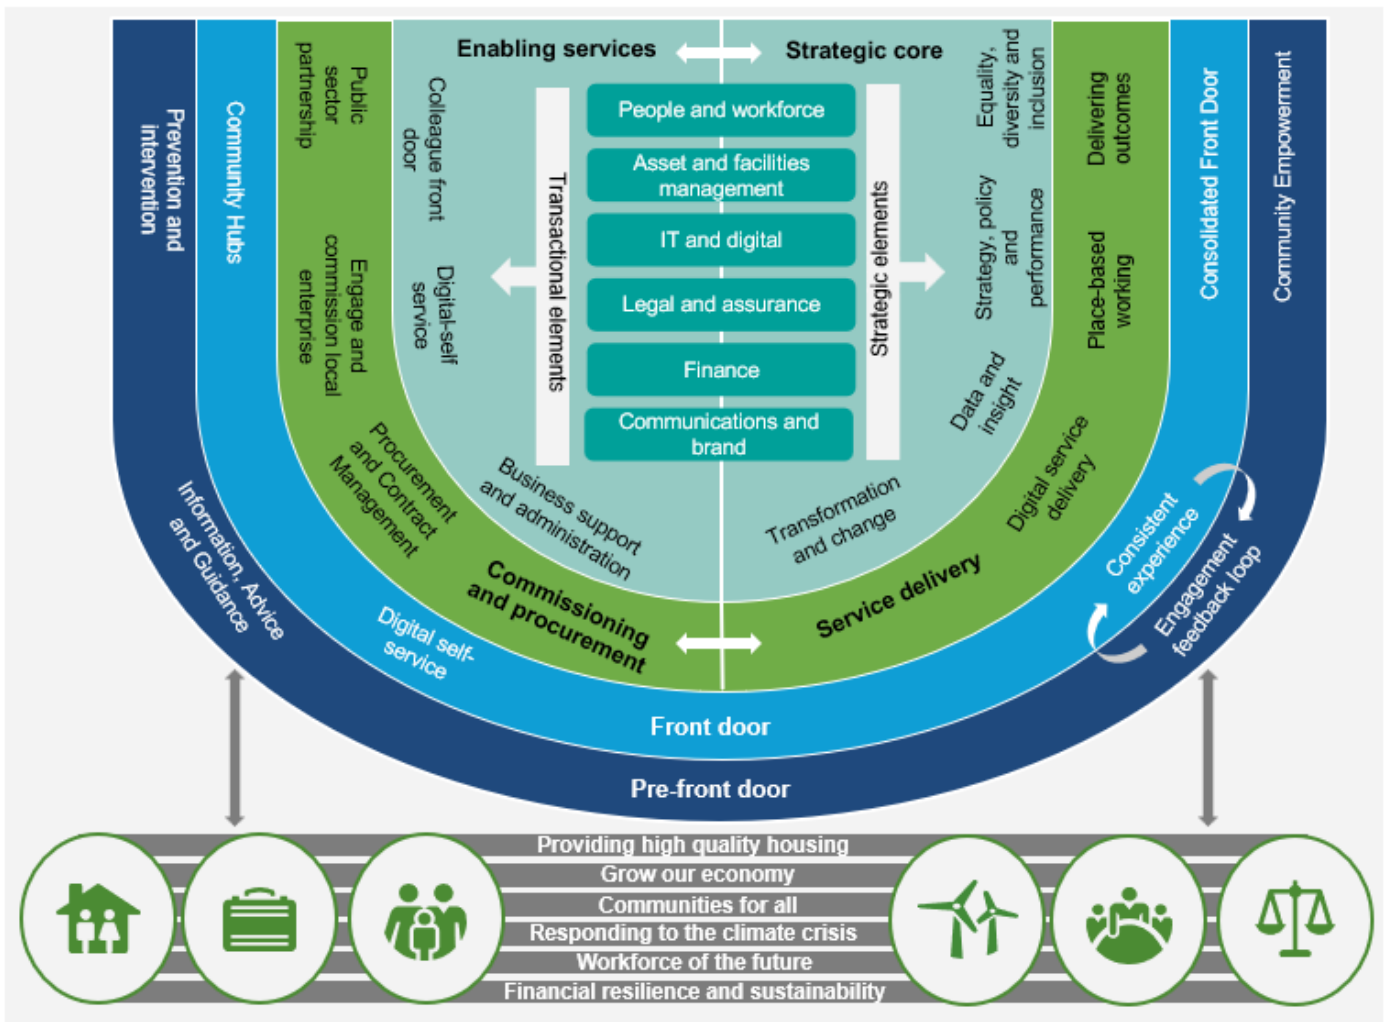 Enabling services
Strategic core
Prevention and
intervention
Community Hubs
Public
sector
partnership
Colleague front
door
Transactional elements
People and workforce
Asset and facilities
management
IT and digital
Legal and assurance
Finance
Communications and
brand
Strategic elements
Equality,
diversity and
inclusion
Delivering
outcomes
Consolidated Front Door
Community Empowerment
Engage and
commission local
enterprise
Digital-self
service
Strategy, policy
and
performance
Place-based
working
Data and
insight
Procurement
and Contract
Management
Business support
and administration
Transformation
and change
Digital service
delivery
Information, Advice
and Guidance
Digital self-
service
Commissioning
and procurement
Service delivery
Consistent
experience
Engagement
feedback loop
Front door
Pre-front door
Providing high quality housing
Grow our economy
Communities for all
Responding to the climate crisis
Workforce of the future
Financial resilience and sustainability